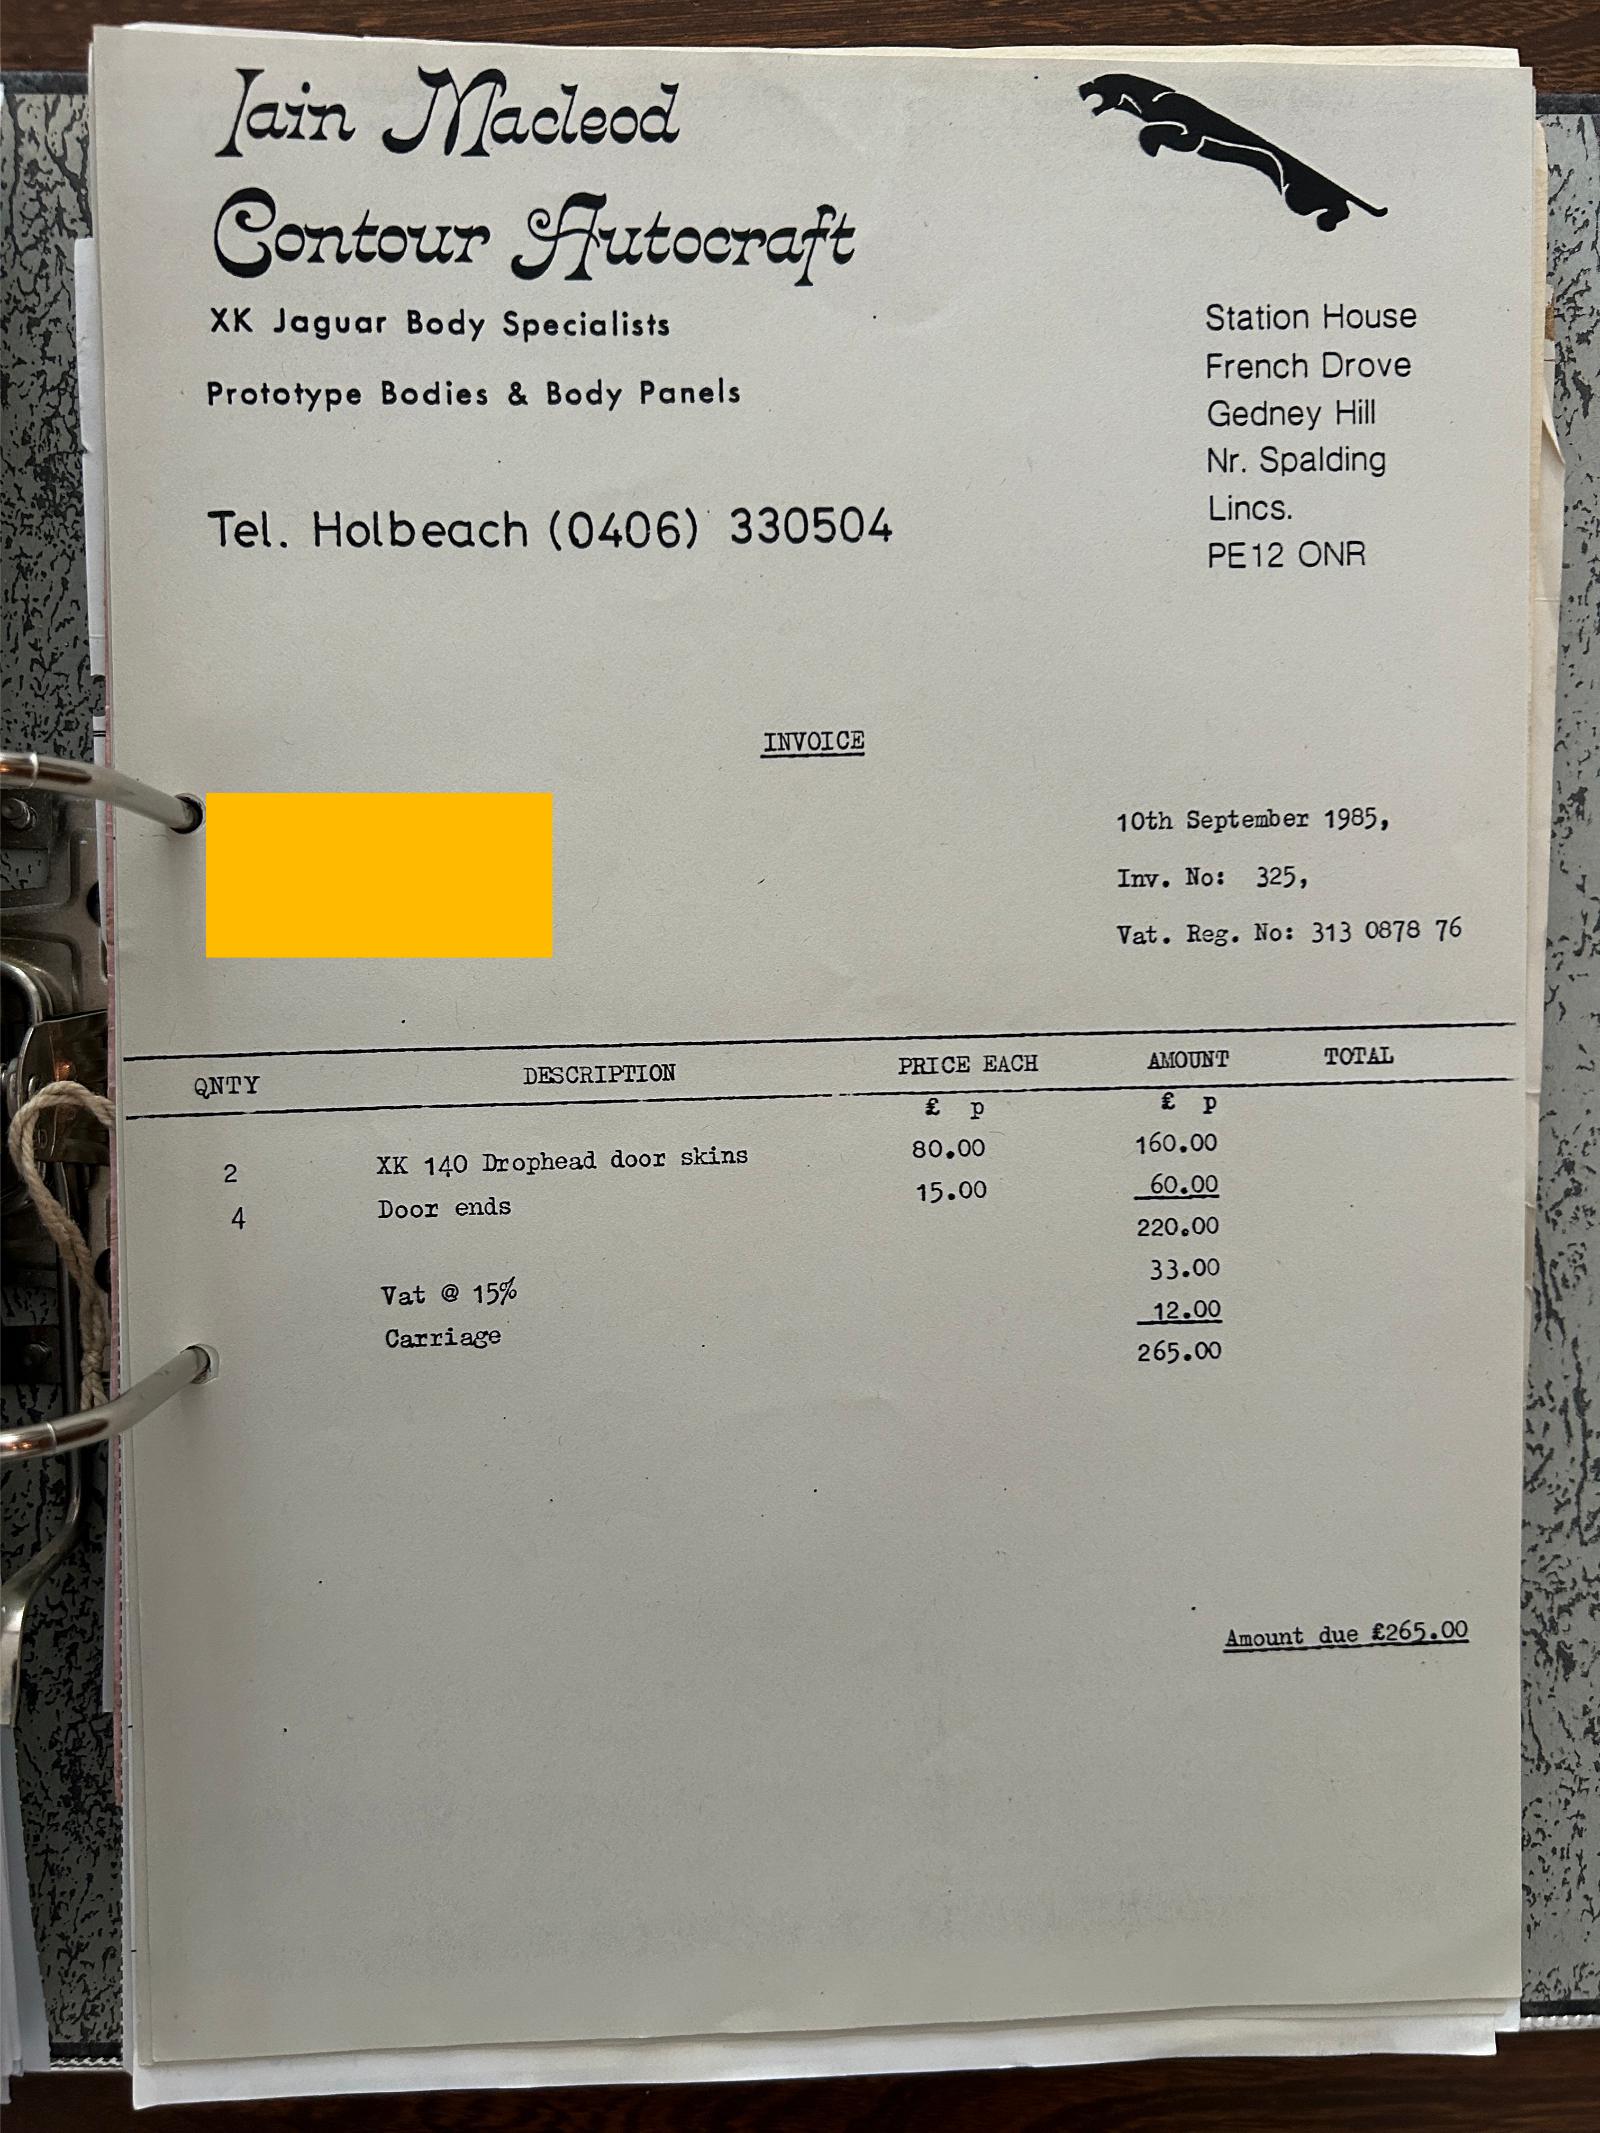 Iain Macleod
Contour Autocraft
XK Jaguar Body Specialists
Prototype Bodies & Body Panels
Tel. Holbeach (0406) 330504
Station House
French Drove
Gedney Hill
Nr. Spalding
Lincs.
PE12 ONR
INVOICE
10th September 1985,
Inv. No: 325,
Vat. Reg. No: 313 0878 76
QNTY DESCRIPTION PRICE EACH AMOUNT TOTAL
£ p £ p
2 XK 140 Drophead door skins 80.00 160.00
4 Door ends 15.00 60.00
220.00
Vat @ 15% 33.00
Carriage 12.00
265.00
Amount due £265.00